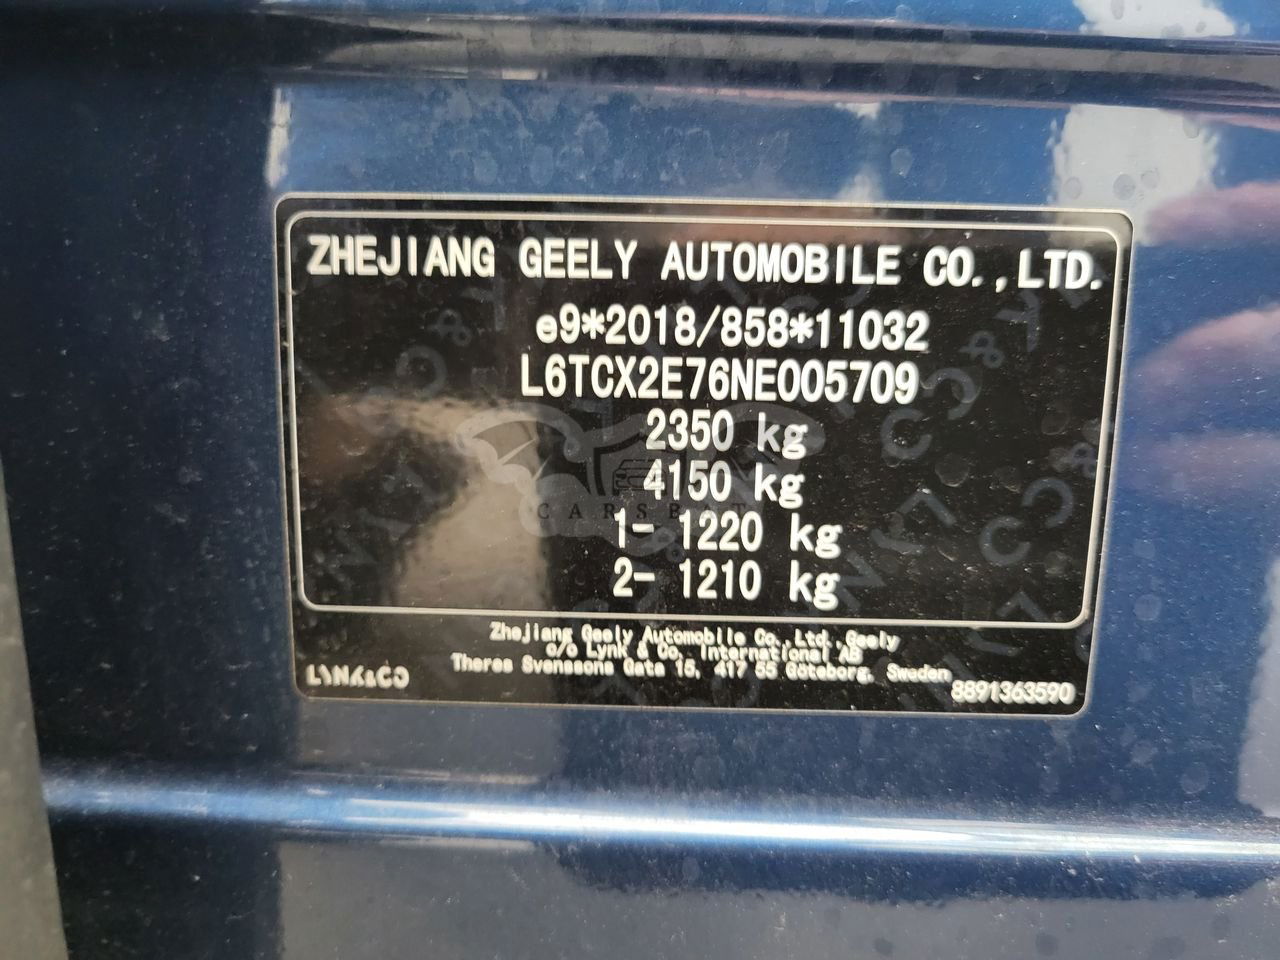 ZHEJIANG GEELY AUTOMOBILE CO.,LTD.
e9*2018/858*11032
L6TCX2E76NE005709
2350 kg
4150 kg
CARSBAT
1- 1220 kg
2- 1210 kg
Zhejiang Geely Automobile Co.,Ltd.,Geely
c/o Lynk & Co, International AB
Theres Svenssons Gata 15, 417 55 Göteborg, Sweden
LYNK&CO
8891363590